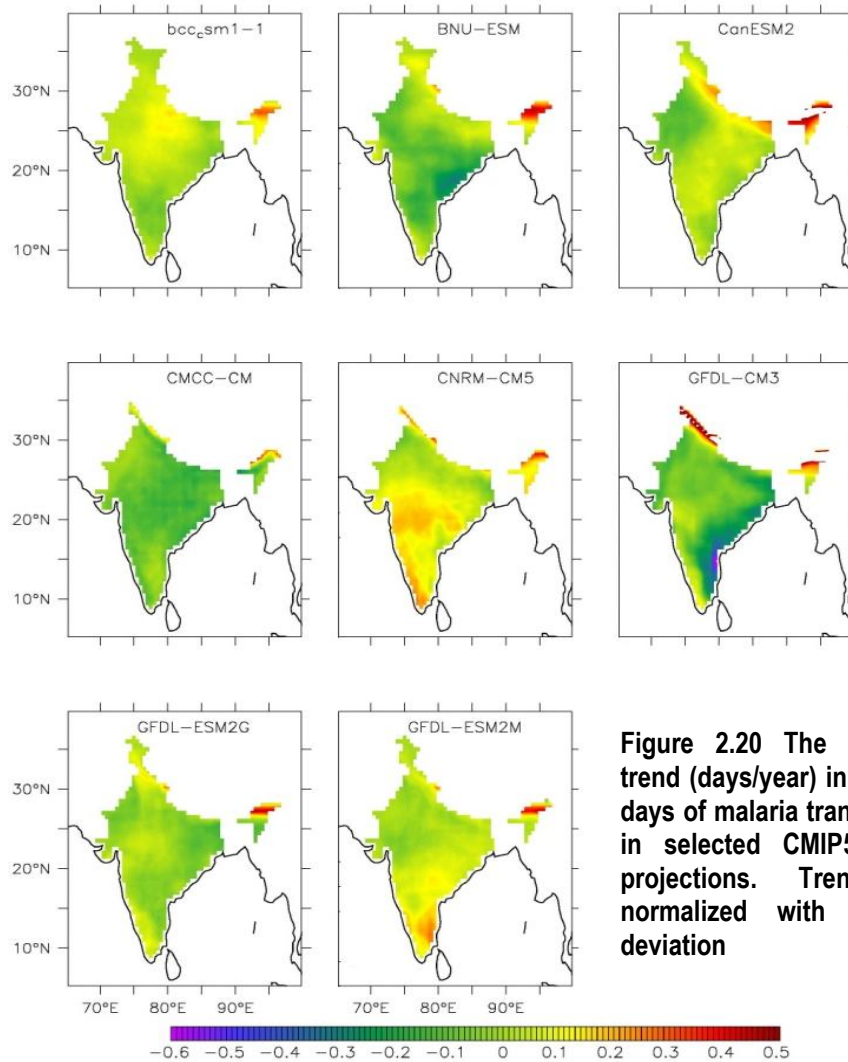 bcc_csm1-1
BNU-ESM
CanESM2
30°N
20°N
10°N
CMCC-CM
CNRM-CM5
GFDL-CM3
30°N
20°N
10°N
GFDL-ESM2G
GFDL-ESM2M
30°N
20°N
10°N
70°E 80°E 90°E 70°E 80°E 90°E
-0.6 -0.5 -0.4 -0.3 -0.2 -0.1 0 0.1 0.2 0.3 0.4 0.5
Figure 2.20 The
trend (days/year) in
days of malaria tran
in selected CMIP5
projections. Tren
normalized with
deviation